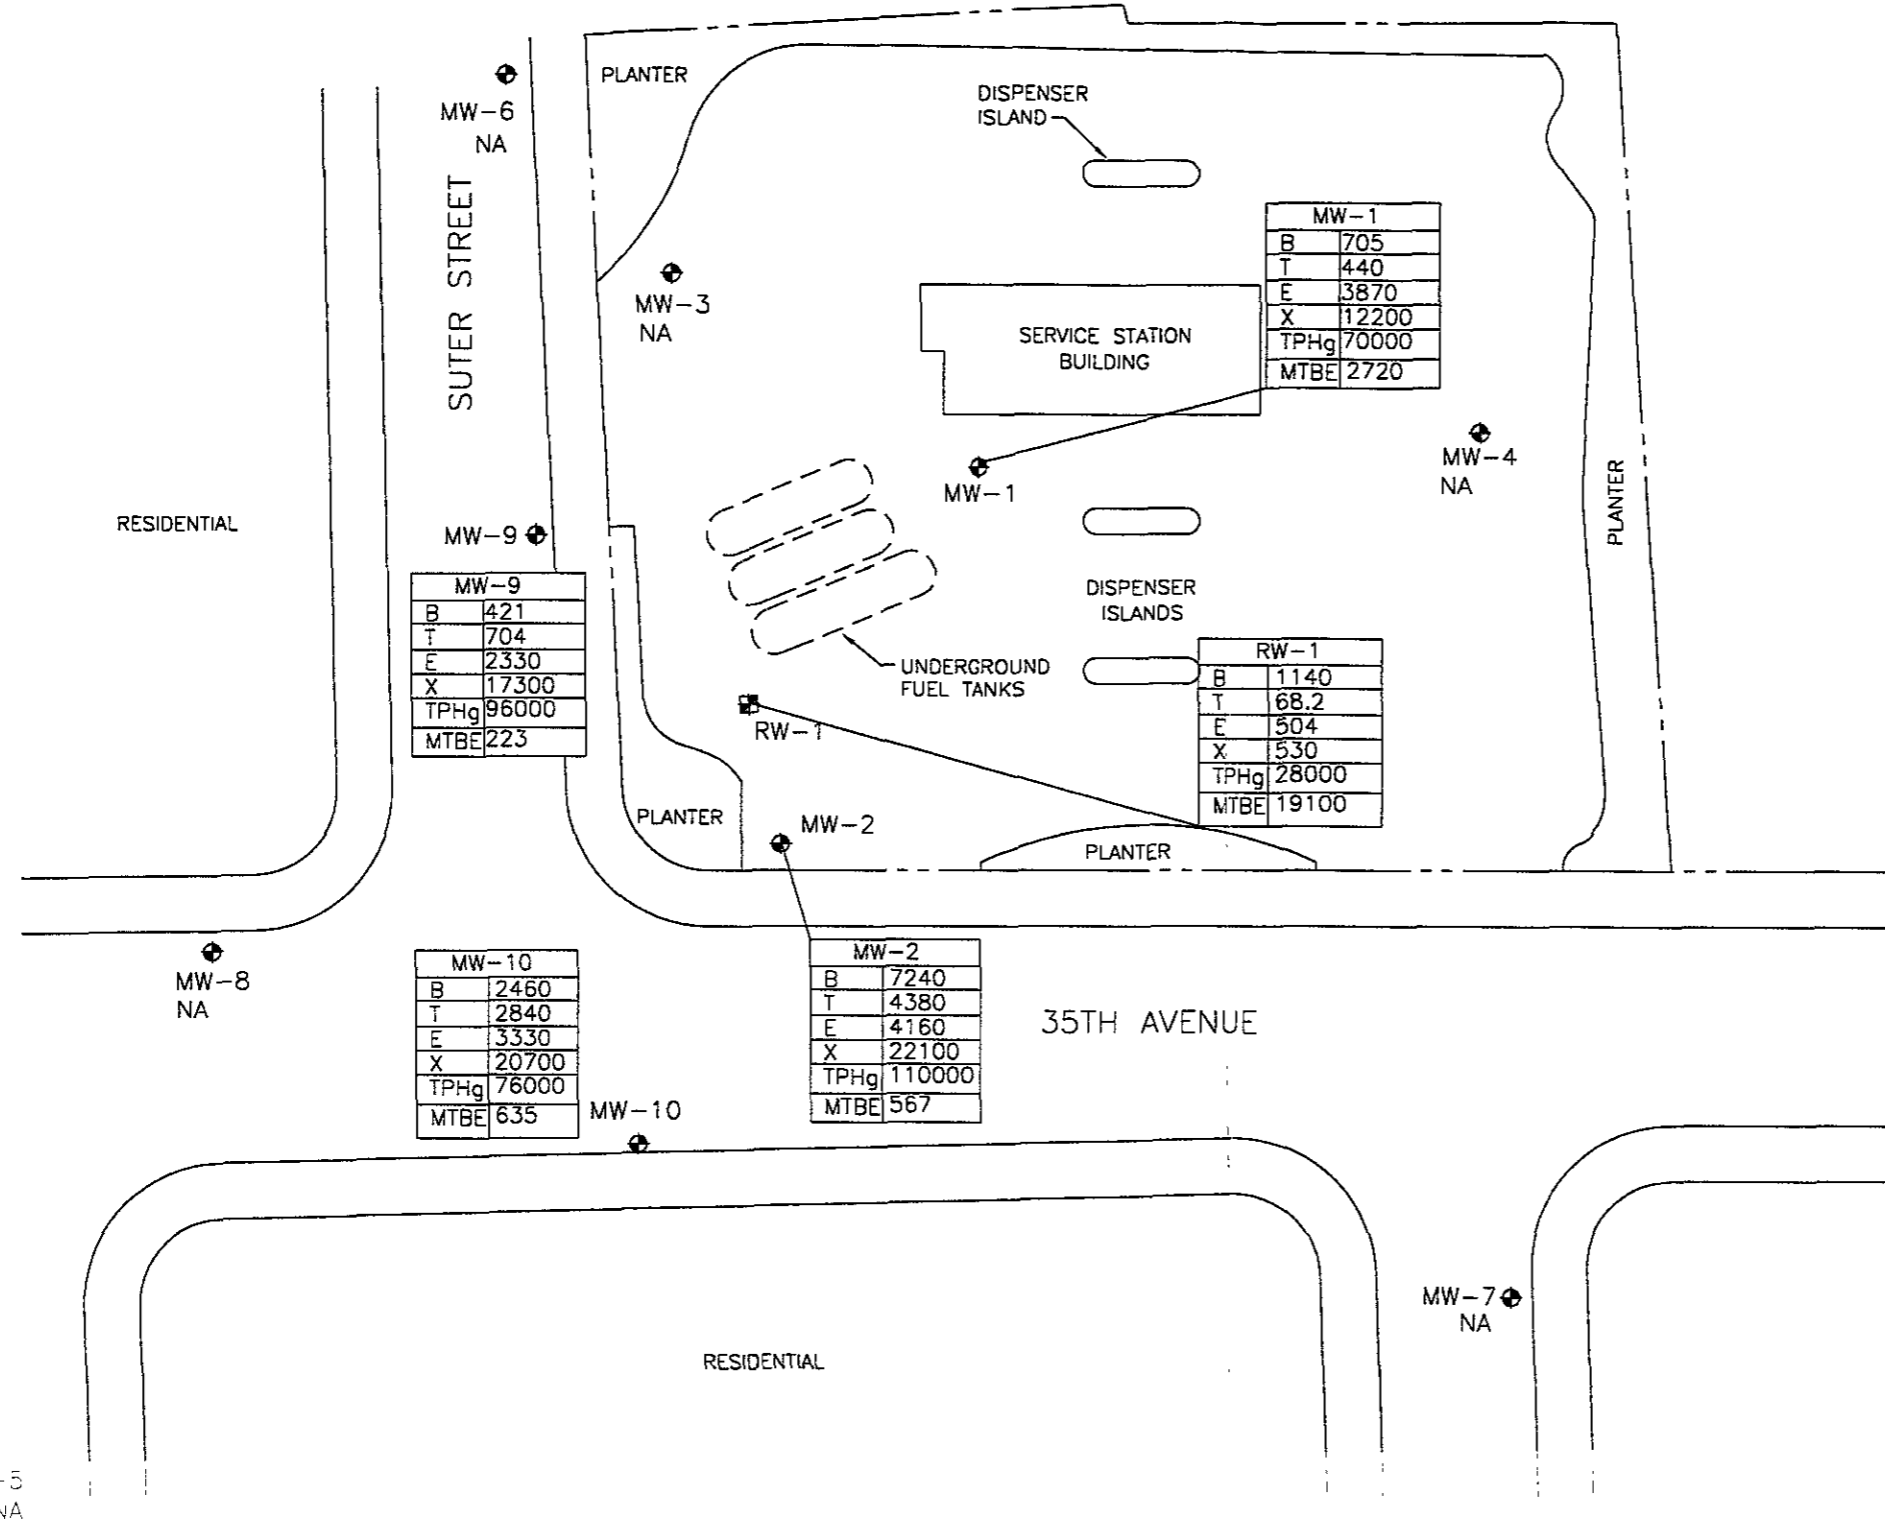 PLANTER
MW-6
NA
DISPENSER
ISLAND
SUTER STREET
MW-1
B 705
T 440
E 3870
X 12200
TPHg 70000
MTBE 2720
MW-3
NA
SERVICE STATION
BUILDING
MW-4
NA
MW-1
PLANTER
RESIDENTIAL
MW-9
MW-9
B 421
T 704
E 2330
X 17300
TPHg 96000
MTBE 223
DISPENSER
ISLANDS
UNDERGROUND
FUEL TANKS
RW-1
B 1140
T 68.2
E 504
X 530
TPHg 28000
MTBE 19100
RW-1
PLANTER
MW-2
PLANTER
MW-8
NA
MW-10
B 2460
T 2840
E 3330
X 20700
TPHg 76000
MTBE 635
MW-2
B 7240
T 4380
E 4160
X 22100
TPHg 110000
MTBE 567
35TH AVENUE
MW-10
MW-7
NA
RESIDENTIAL
-5
NA